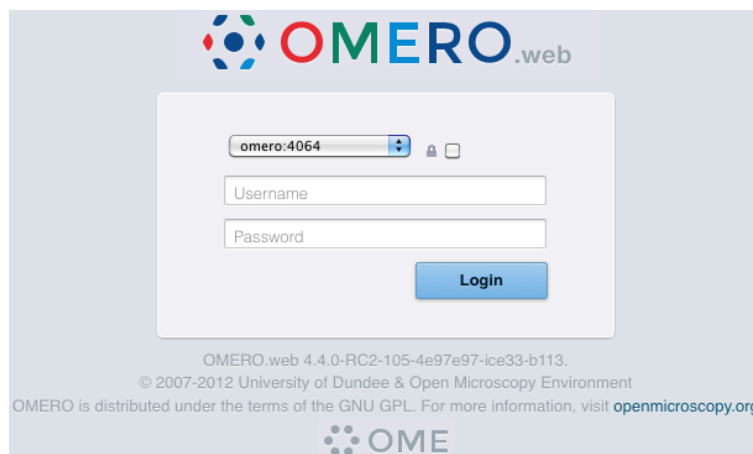 OMERO.web
omero:4064
Username
Password
Login
OMERO.web 4.4.0-RC2-105-4e97e97-ice33-b113.
© 2007-2012 University of Dundee & Open Microscopy Environment
OMERO is distributed under the terms of the GNU GPL. For more information, visit openmicroscopy.org
OME